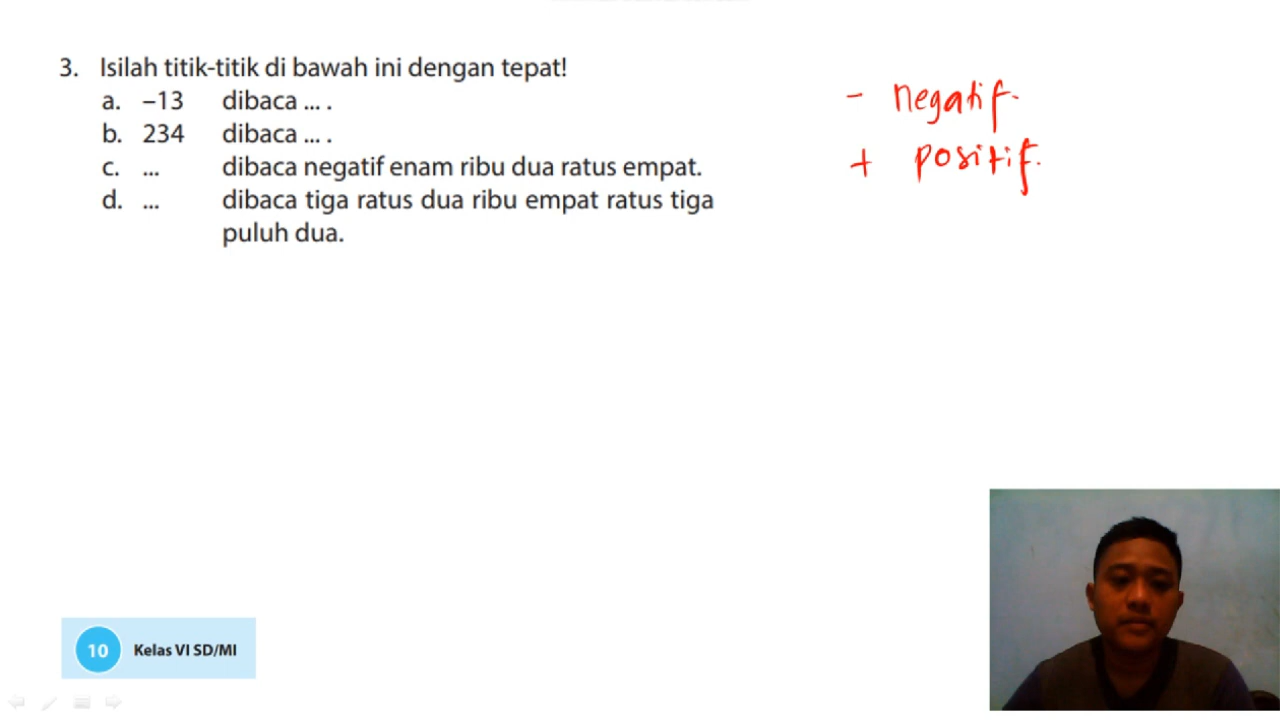 3. Isilah titik-titik di bawah ini dengan tepat!
a. –13 dibaca ... .
b. 234 dibaca ... .
c. ... dibaca negatif enam ribu dua ratus empat.
d. ... dibaca tiga ratus dua ribu empat ratus tiga
puluh dua.
- negatif.
+ positif.
10 Kelas VI SD/MI